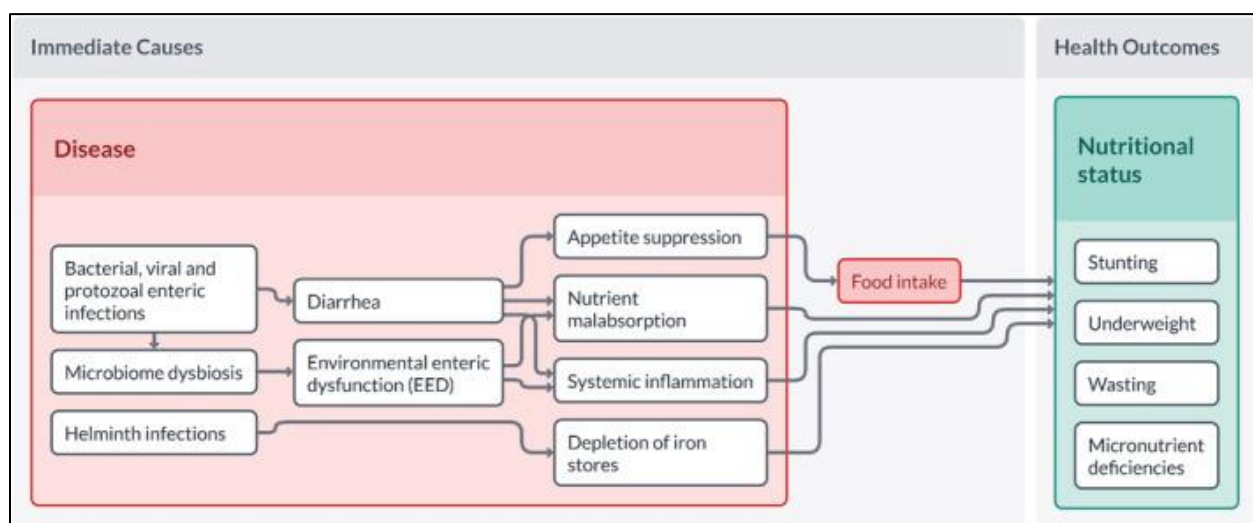 Immediate Causes
Health Outcomes
Disease
Bacterial, viral and
protozoal enteric
infections
Microbiome dysbiosis
Helminth infections
Diarrhea
Environmental enteric
dysfunction (EED)
Appetite suppression
Nutrient
malabsorption
Systemic inflammation
Depletion of iron
stores
Food intake
Nutritional
status
Stunting
Underweight
Wasting
Micronutrient
deficiencies